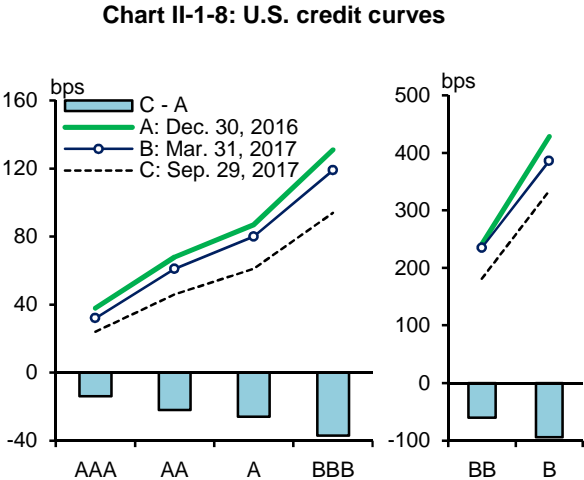 Chart II-1-8: U.S. credit curves
bps
160
120
80
40
0
-40
C - A
A: Dec. 30, 2016
B: Mar. 31, 2017
C: Sep. 29, 2017
AAA AA A BBB
bps
500
400
300
200
100
0
-100
BB B